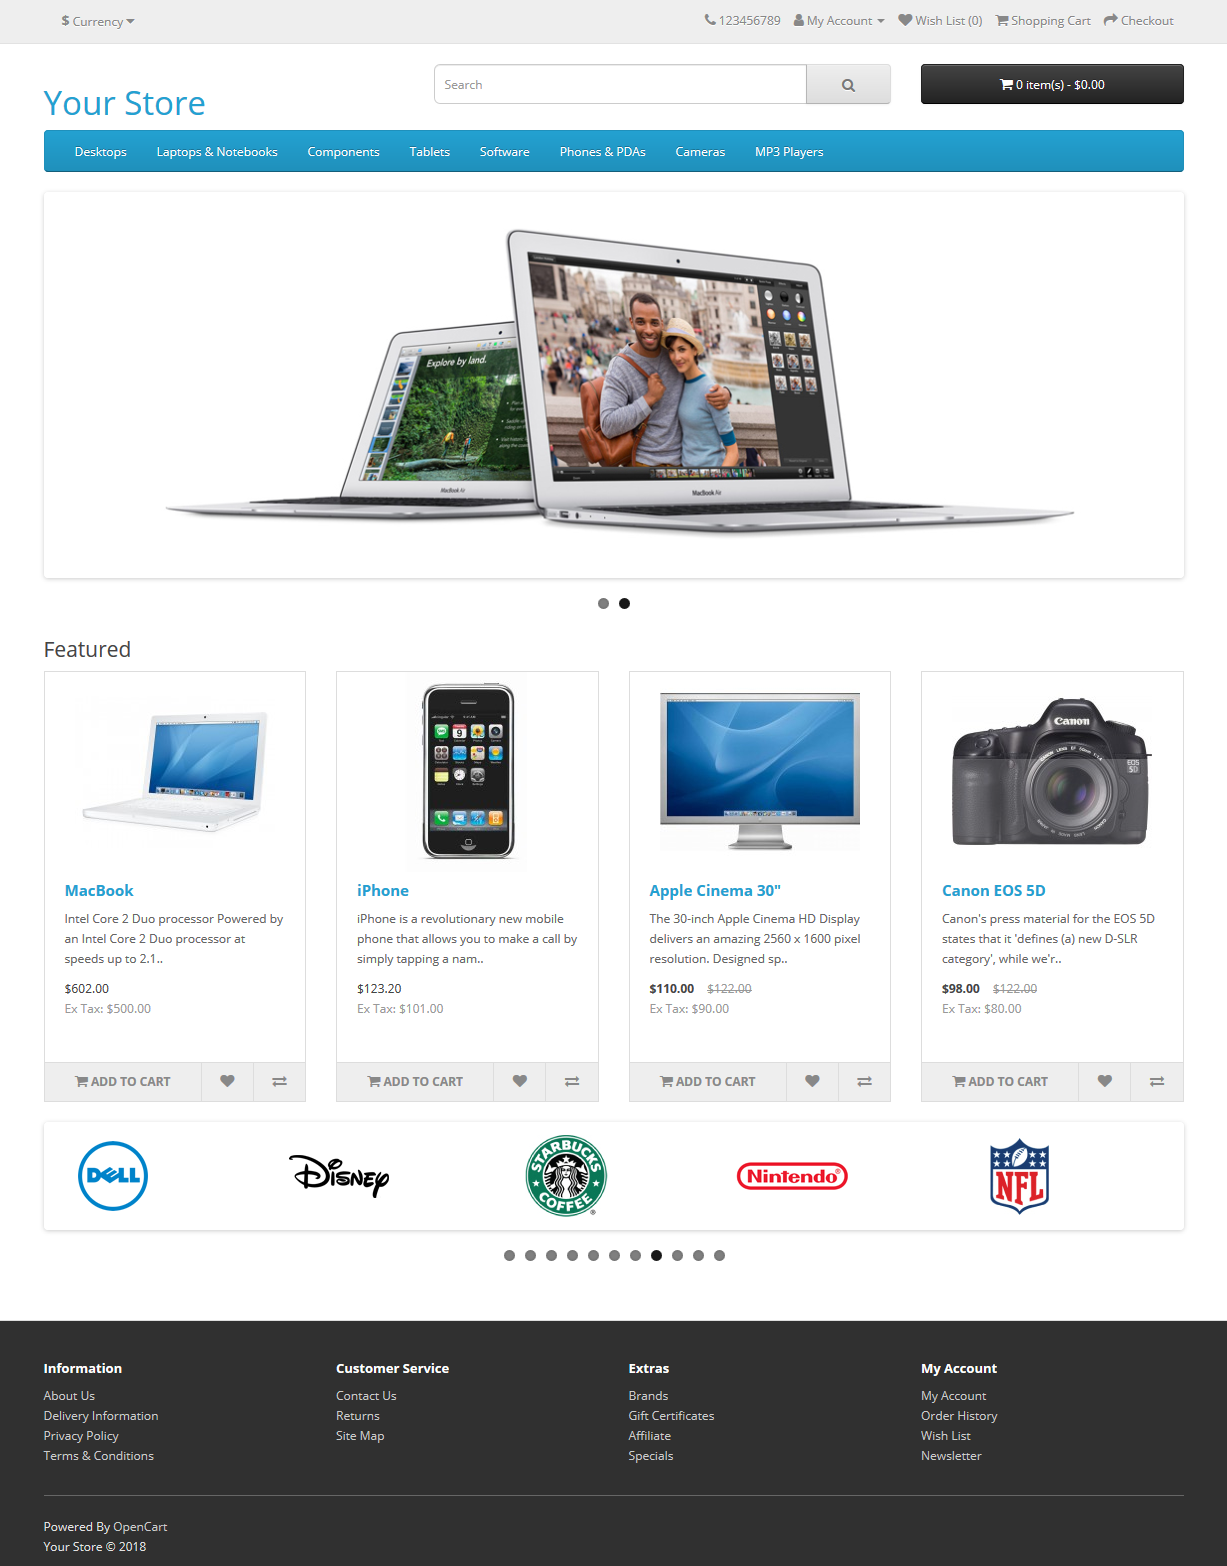 $ Currency
123456789 My Account Wish List (0) Shopping Cart Checkout
Your Store
Search
0 item(s) - $0.00
Desktops Laptops & Notebooks Components Tablets Software Phones & PDAs Cameras MP3 Players
Explore by land.
MacBook Air
MacBook Air
Featured
Canon
EOS
5D
MacBook
Intel Core 2 Duo processor Powered by
an Intel Core 2 Duo processor at
speeds up to 2.1..
$602.00
Ex Tax: $500.00
ADD TO CART
iPhone
iPhone is a revolutionary new mobile
phone that allows you to make a call by
simply tapping a nam..
$123.20
Ex Tax: $101.00
ADD TO CART
Apple Cinema 30"
The 30-inch Apple Cinema HD Display
delivers an amazing 2560 x 1600 pixel
resolution. Designed sp..
$110.00 $122.00
Ex Tax: $90.00
ADD TO CART
Canon EOS 5D
Canon's press material for the EOS 5D
states that it 'defines (a) new D-SLR
category', while we'r..
$98.00 $122.00
Ex Tax: $80.00
ADD TO CART
DELL
Disney
STARBUCKS
COFFEE
Nintendo
NFL
Information
About Us
Delivery Information
Privacy Policy
Terms & Conditions
Customer Service
Contact Us
Returns
Site Map
Extras
Brands
Gift Certificates
Affiliate
Specials
My Account
My Account
Order History
Wish List
Newsletter
Powered By OpenCart
Your Store © 2018